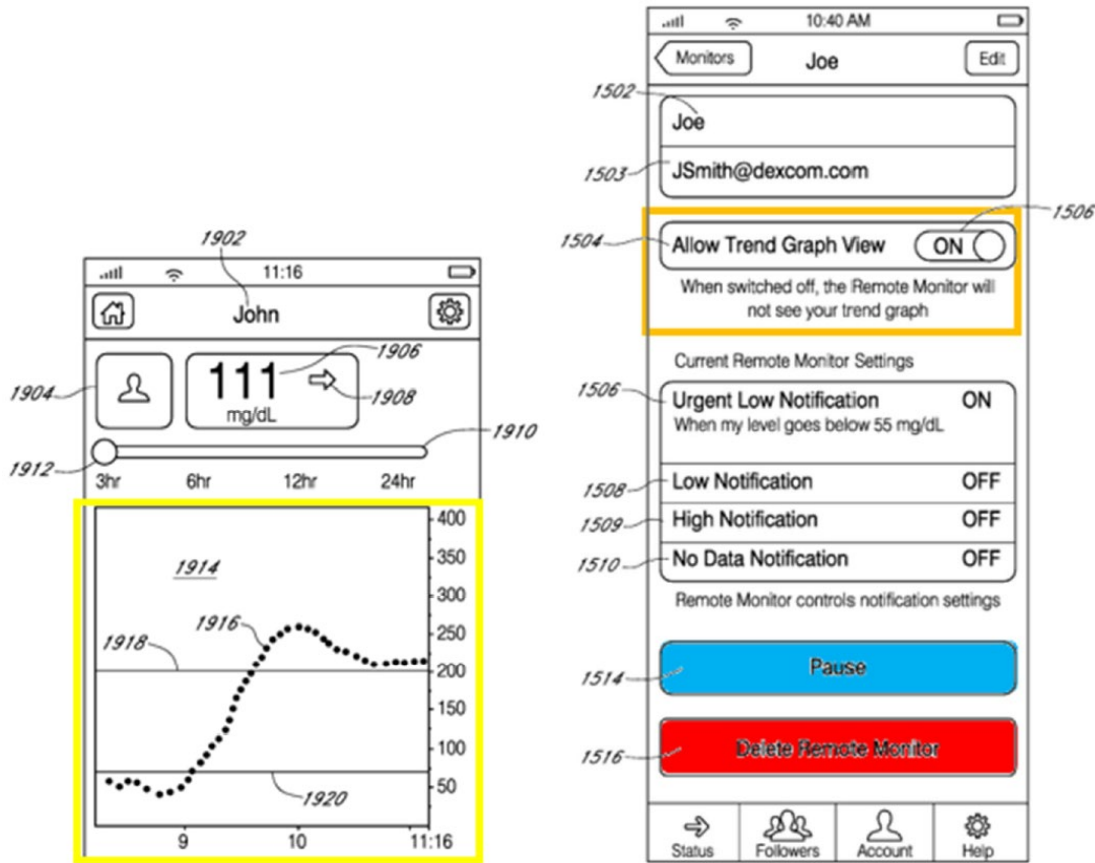 1902
11:16
John
1904
1906
111
1908
mg/dL
1910
1912
3hr 6hr 12hr 24hr
400
350
1914
300
1916
250
1918
200
150
100
50
1920
9 10 11:16
10:40 AM
Monitors Joe Edit
1502
Joe
1503
JSmith@dexcom.com
1506
1504
Allow Trend Graph View ON
When switched off, the Remote Monitor will
not see your trend graph
Current Remote Monitor Settings
1506
Urgent Low Notification ON
When my level goes below 55 mg/dL
1508
Low Notification OFF
1509
High Notification OFF
1510
No Data Notification OFF
Remote Monitor controls notification settings
1514
Pause
1516
Delete Remote Monitor
Status Followers Account Help